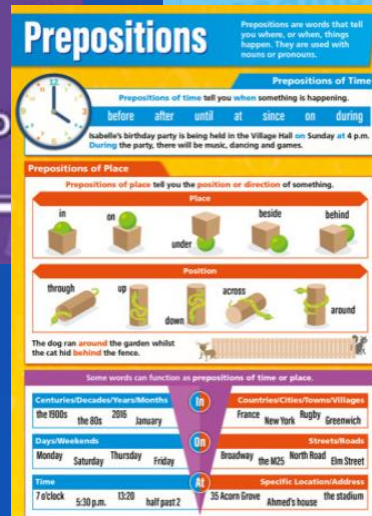 Prepositions
Prepositions are words that tell
you where, or when, things
happen. They are used with
nouns or pronouns.
Prepositions of Time
Prepositions of time tell you when something is happening.
before after until at since on during
Isabelle's birthday party is being held in the Village Hall on Sunday at 4 p.m.
During the party, there will be music, dancing and games.
Prepositions of Place
Prepositions of place tell you the position or direction of something.
Place
in on under beside behind
Position
through up down across around
The dog ran around the garden whilst
the cat hid behind the fence.
Some words can function as prepositions of time or place.
In
Centuries/Decades/Years/Months
the 1900s the 80s 2016 January
Countries/Cities/Towns/Villages
France New York Rugby Greenwich
On
Days/Weekends
Monday Saturday Thursday Friday
Streets/Roads
Broadway the M25 North Road Elm Street
At
Time
7 o'clock 5:30 p.m. 13:20 half past 2
Specific Location/Address
35 Acorn Grove Ahmed's house the stadium